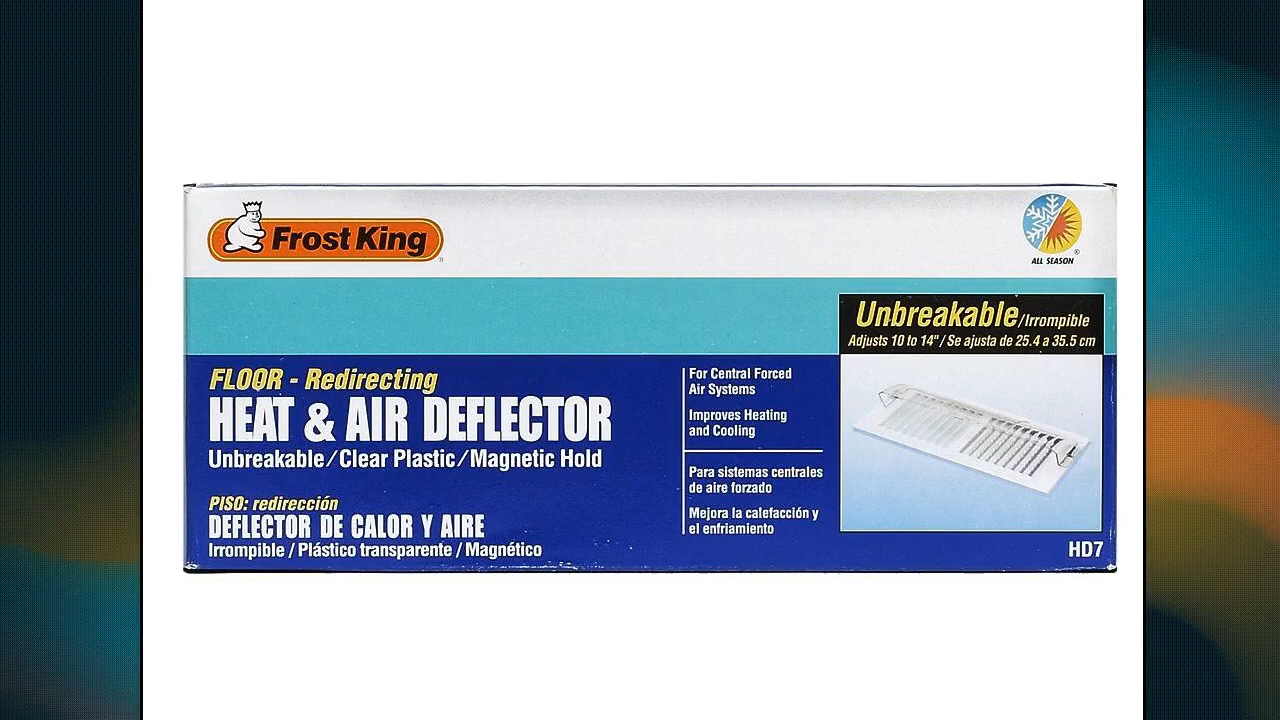 Frost King
®
ALL SEASON
®
Unbreakable/Irrompible
Adjusts 10 to 14"/Se ajusta de 25.4 a 35.5 cm
FLOOR - Redirecting
HEAT & AIR DEFLECTOR
Unbreakable/Clear Plastic/Magnetic Hold
PISO: redirección
DEFLECTOR DE CALOR Y AIRE
Irrompible / Plástico transparente / Magnético
For Central Forced
Air Systems
Improves Heating
and Cooling
Para sistemas centrales
de aire forzado
Mejora la calefacción y
el enfriamiento
HD7